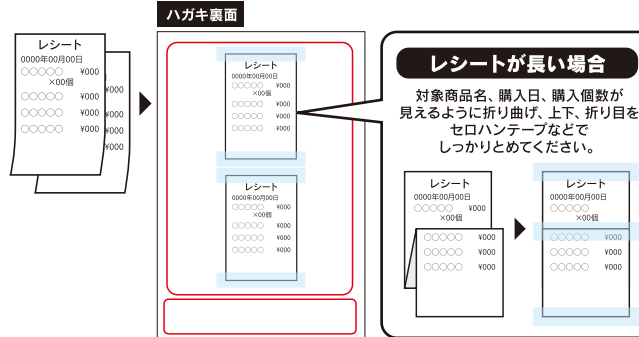 ハガキ裏面
レシート
0000年00月00日
○○○○○ ¥000
×00個
○○○○○ ¥000
○○○○○ ¥000
○○○○○ ¥000
¥000
¥000
¥000
¥000
レシート
0000年00月00日
○○○○○ ¥000
×00個
○○○○○ ¥000
○○○○○ ¥000
○○○○○ ¥000
レシート
0000年00月00日
○○○○○ ¥000
×00個
○○○○○ ¥000
○○○○○ ¥000
○○○○○ ¥000
レシートが長い場合
対象商品名、購入日、購入個数が
見えるように折り曲げ、上下、折り目を
セロハンテープなどで
しっかりとめてください。
レシート
0000年00月00日
○○○○○ ¥000
×00個
○○○○○ ¥000
○○○○○ ¥000
○○○○○ ¥000
レシート
0000年00月00日
○○○○○ ¥000
×00個
○○○○○ ¥000
○○○○○ ¥000
○○○○○ ¥000